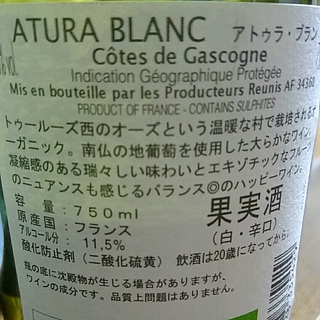 ATURA BLANC アトゥラ・ブラン
% VOL.
Côtes de Gascogne
Indication Géographique Protégée
Mis en bouteille par les Producteurs Reunis AF 34360
PRODUCT OF FRANCE - CONTAINS SULPHITES
トゥールーズ西のオーズという温暖な村で栽培されるオ
ーガニック。南仏の地葡萄を使用した大らかなワイン。
凝縮感のある瑞々しい味わいとエキゾチックなフルーツ
のニュアンスも感じるバランス◎のハッピーワイン。
容 量：750ml
原産国：フランス
アルコール分：11,5%
果実酒
(白・辛口)
酸化防止剤（二酸化硫黄） 飲酒は20歳になってから。
瓶の底に沈殿物が生じる場合がありますが、
ワインの成分です。品質上問題はありません。